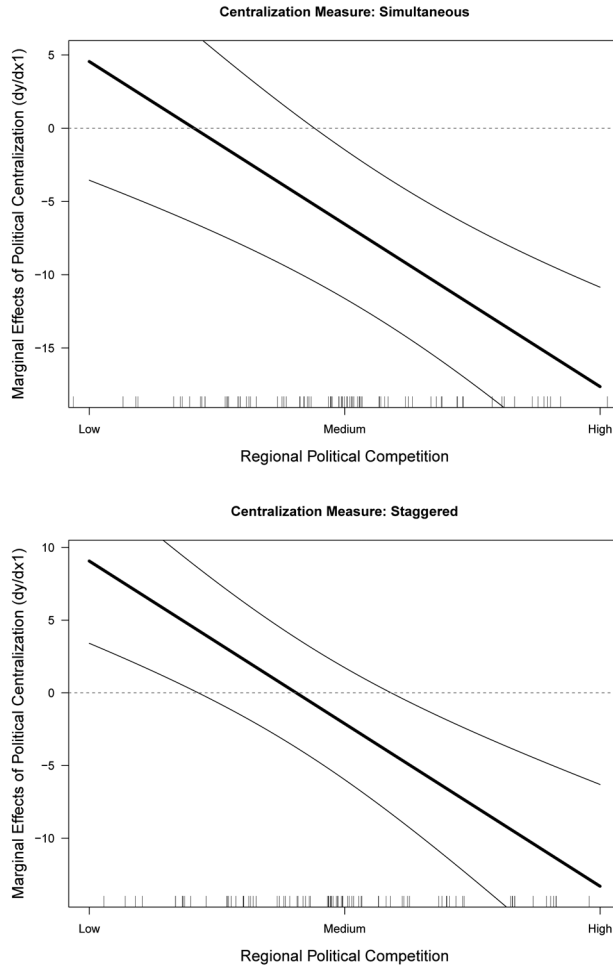 Centralization Measure: Simultaneous
Marginal Effects of Political Centralization (dy/dx1)
5
0
−5
−10
−15
Low
Medium
High
Regional Political Competition
Centralization Measure: Staggered
Marginal Effects of Political Centralization (dy/dx1)
10
5
0
−5
−10
Low
Medium
High
Regional Political Competition